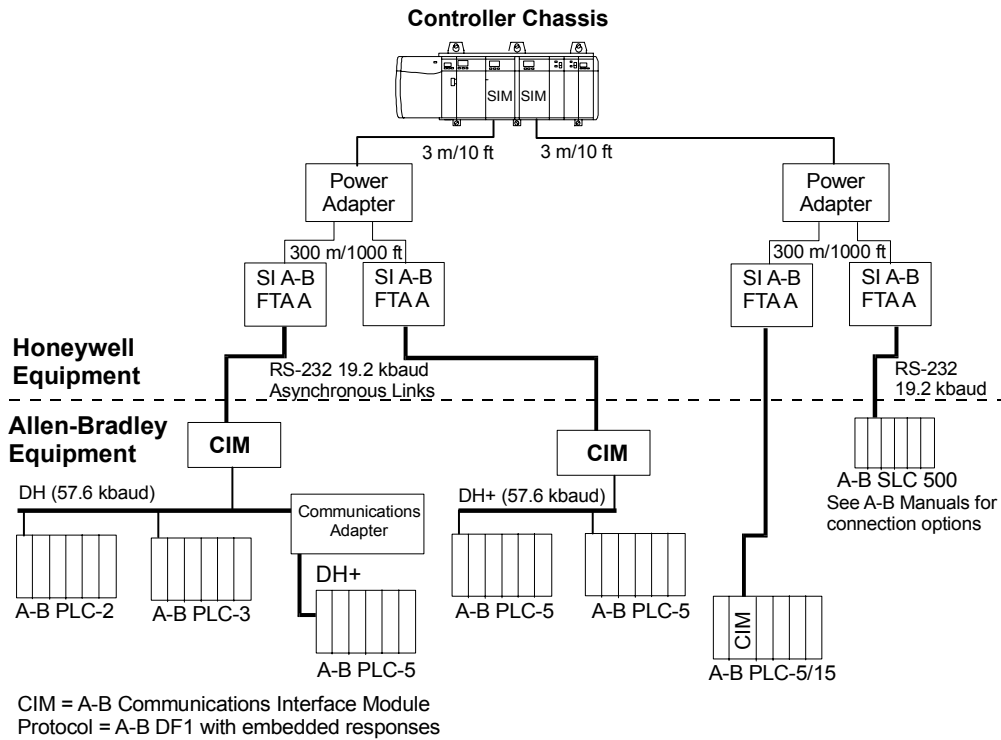 Controller Chassis
SIM SIM
3 m/10 ft 3 m/10 ft
Power
Adapter
Power
Adapter
300 m/1000 ft
300 m/1000 ft
SI A-B
FTA A
SI A-B
FTA A
SI A-B
FTA A
SI A-B
FTA A
Honeywell
Equipment
RS-232 19.2 kbaud
Asynchronous Links
RS-232
19.2 kbaud
Allen-Bradley
Equipment
CIM
CIM
A-B SLC 500
See A-B Manuals for
connection options
DH (57.6 kbaud)
Communications
Adapter
DH+ (57.6 kbaud)
DH+
A-B PLC-2
A-B PLC-3
A-B PLC-5
A-B PLC-5
A-B PLC-5
CIM
A-B PLC-5/15
CIM = A-B Communications Interface Module
Protocol = A-B DF1 with embedded responses